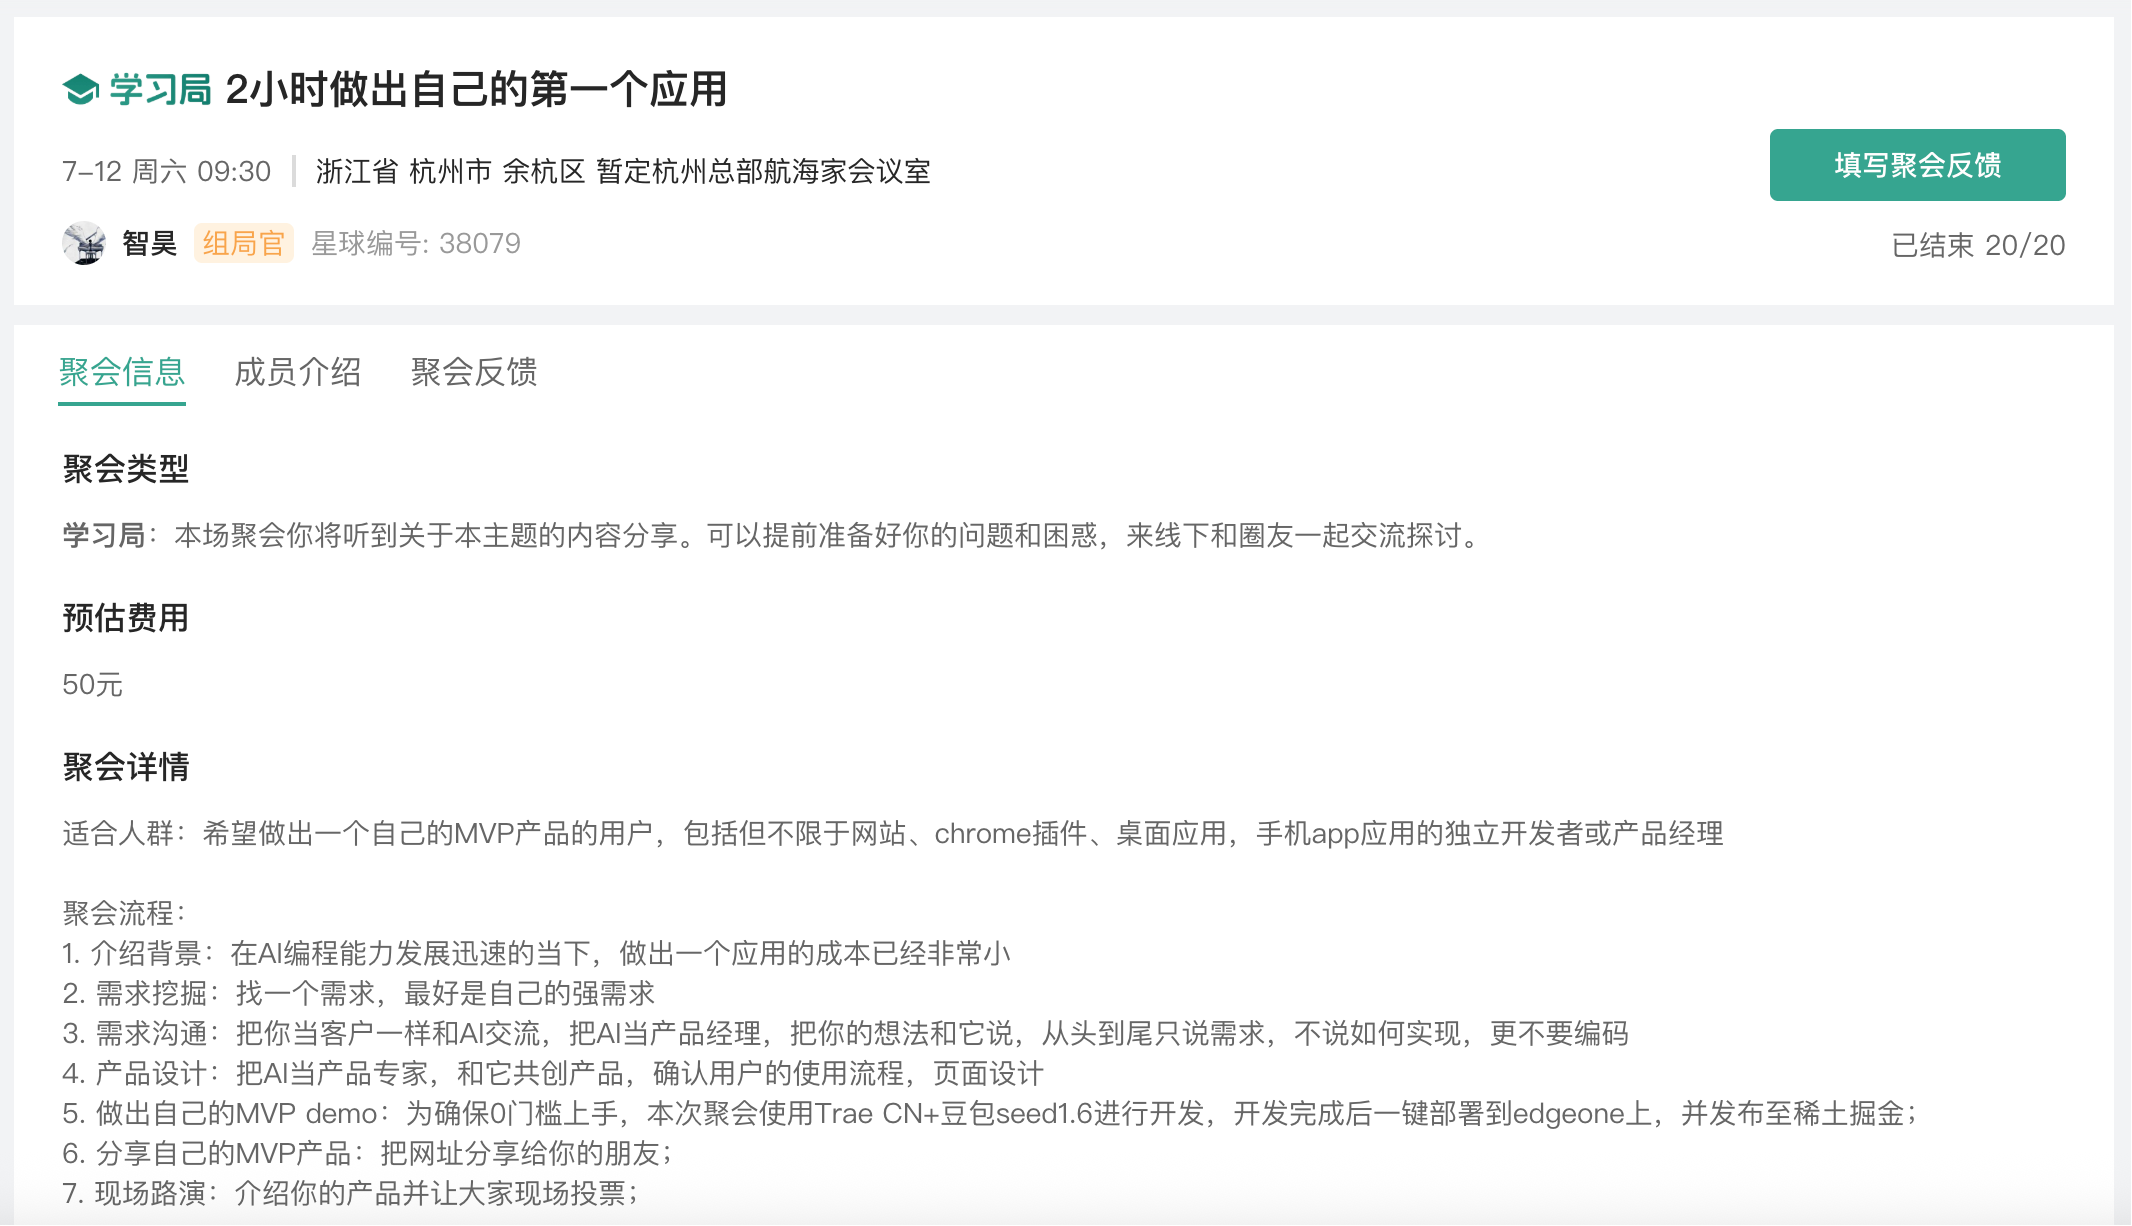 学习局 2小时做出自己的第一个应用
7-12 周六 09:30 | 浙江省 杭州市 余杭区 暂定杭州总部航海家会议室
填写聚会反馈
智昊 组局官 星球编号: 38079
已结束 20/20
聚会信息 成员介绍 聚会反馈
聚会类型
学习局：本场聚会你将听到关于本主题的内容分享。可以提前准备好你的问题和困惑，来线下和圈友一起交流探讨。
预估费用
50元
聚会详情
适合人群：希望做出一个自己的MVP产品的用户，包括但不限于网站、chrome插件、桌面应用，手机app应用的独立开发者或产品经理
聚会流程：
1. 介绍背景：在AI编程能力发展迅速的当下，做出一个应用的成本已经非常小
2. 需求挖掘：找一个需求，最好是自己的强需求
3. 需求沟通：把你当客户一样和AI交流，把AI当产品经理，把你的想法和它说，从头到尾只说需求，不说如何实现，更不要编码
4. 产品设计：把AI当产品专家，和它共创产品，确认用户的使用流程，页面设计
5. 做出自己的MVP demo：为确保0门槛上手，本次聚会使用Trae CN+豆包seed1.6进行开发，开发完成后一键部署到edgeone上，并发布至稀土掘金；
6. 分享自己的MVP产品：把网址分享给你的朋友；
7. 现场路演：介绍你的产品并让大家现场投票；